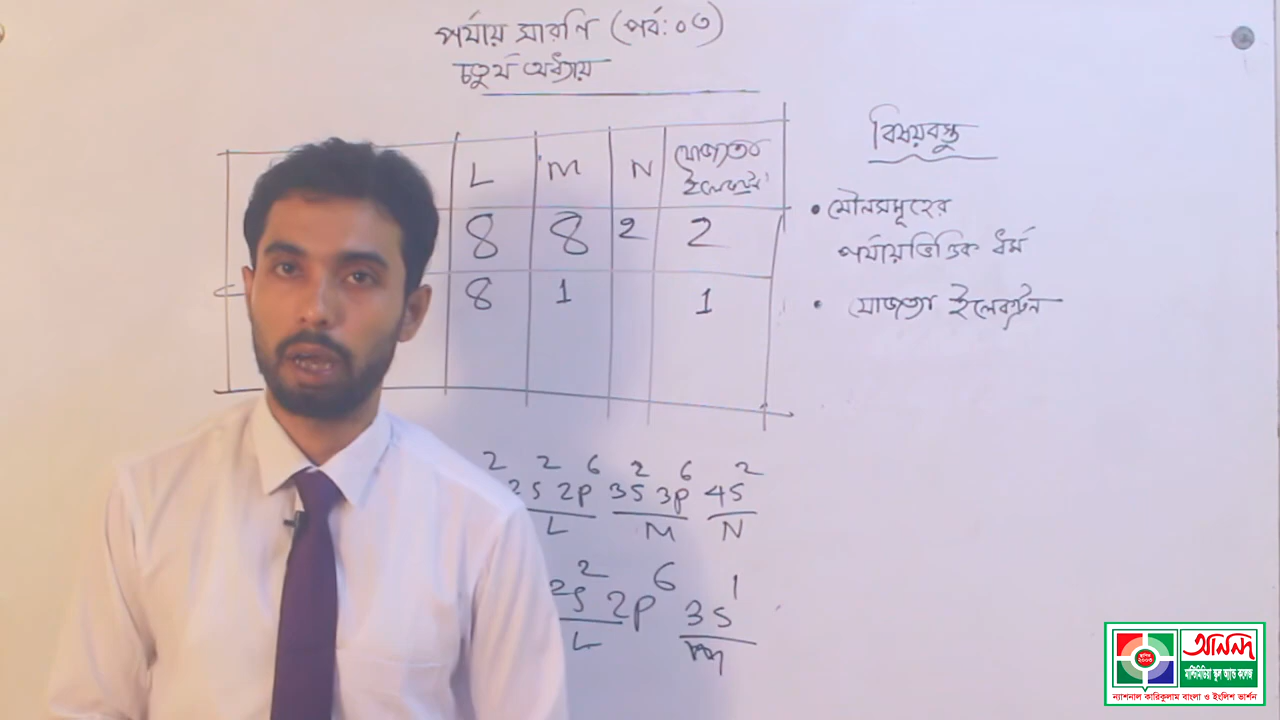 পর্যায় সারণি (পর্ব: ০৩)
চতুর্থ অধ্যায়
L M N যোজ্যতা ইলেকট্রন
8 8 2 2
8 1 1
বিষয়বস্তু
• মৌলসমূহের
পর্যায়ভিত্তিক ধর্ম
• যোজ্যতা ইলেকট্রন
2 2 6 2 6 2
2s 2p 3s 3p 4s
L M N
2 6 1
2s 2p 3s
L M
স্থাপিত
২০০৩
আনন্দ
মাল্টিমিডিয়া স্কুল অ্যান্ড কলেজ
ন্যাশনাল কারিকুলাম বাংলা ও ইংলিশ ভার্শন